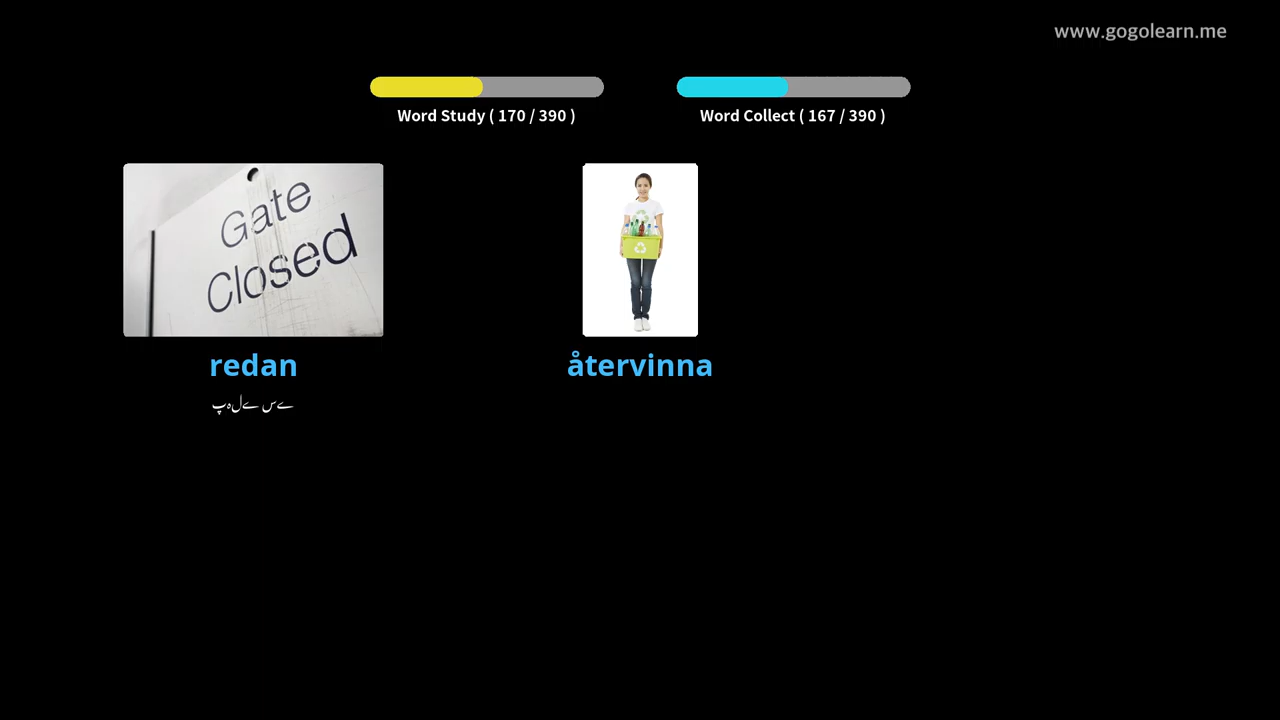 www.gogolearn.me
Word Study ( 170 / 390 )
Word Collect ( 167 / 390 )
Gate
Closed
redan
återvinna
پہلے سے